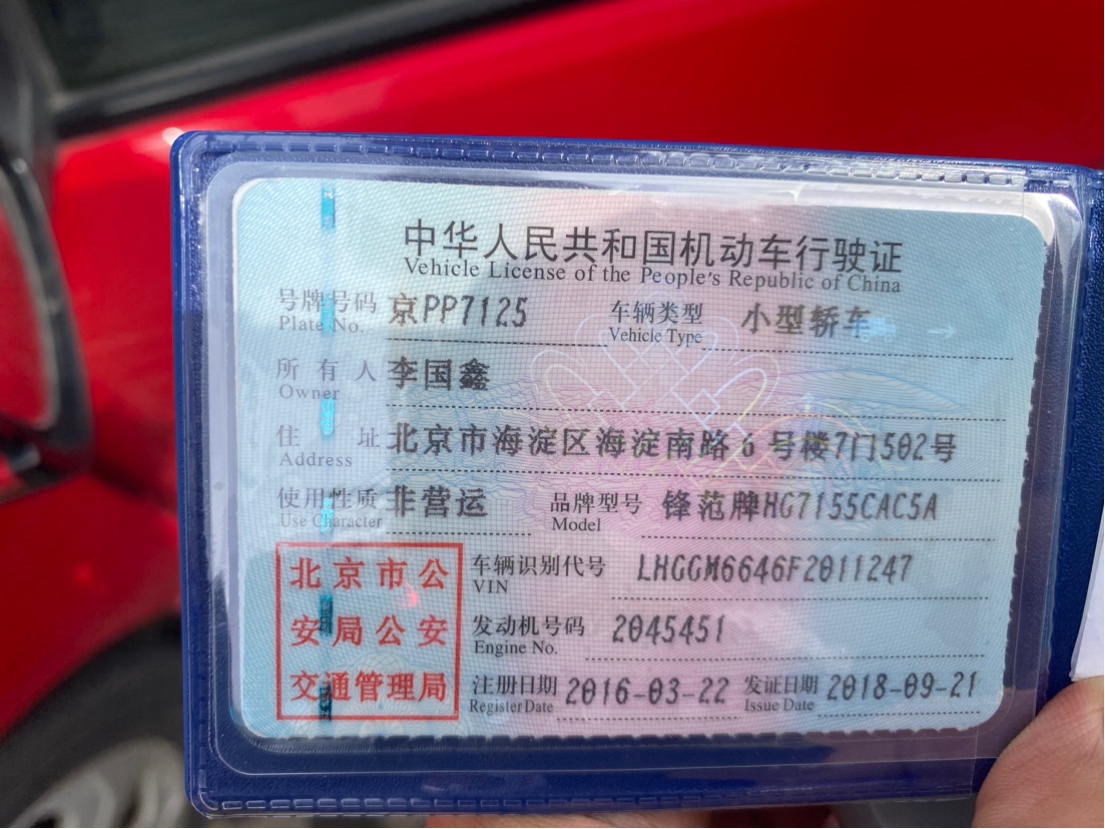 中华人民共和国机动车行驶证
Vehicle License of the People's Republic of China
号牌号码 京PP7125 车辆类型 小型轿车
Plate No. Vehicle Type
所有人 李国鑫
Owner
住址 北京市海淀区海淀南路6号楼7门502号
Address
使用性质 非营运 品牌型号 锋范牌HG7155CAC5A
Use Character Model
北京市公
安局公安
交通管理局
车辆识别代号 LHGGM6646F2011247
VIN
发动机号码 2045451
Engine No.
注册日期 2016-03-22 发证日期 2018-09-21
Register Date Issue Date